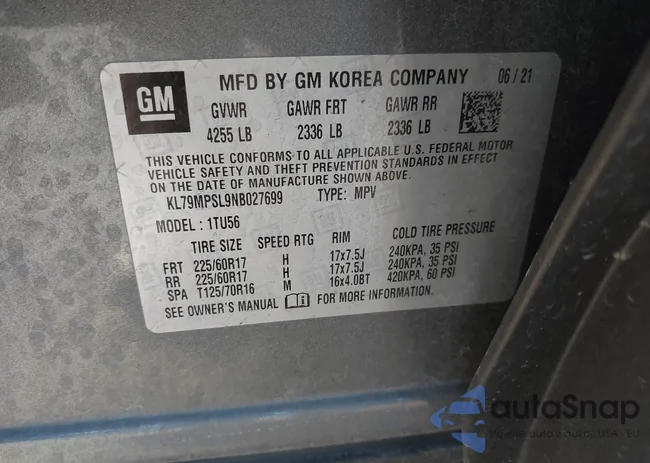 GM
MFD BY GM KOREA COMPANY 06/21
GVWR GAWR FRT GAWR RR
4255 LB 2336 LB 2336 LB
THIS VEHICLE CONFORMS TO ALL APPLICABLE U.S. FEDERAL MOTOR
VEHICLE SAFETY AND THEFT PREVENTION STANDARDS IN EFFECT
ON THE DATE OF MANUFACTURE SHOWN ABOVE.
KL79MPSL9NB027699 TYPE: MPV
MODEL: 1TU56
TIRE SIZE SPEED RTG RIM COLD TIRE PRESSURE
FRT 225/60R17 H 17x7.5J 240KPA, 35 PSI
RR 225/60R17 H 17x7.5J 240KPA, 35 PSI
SPA T125/70R16 M 16x4.0BT 420KPA, 60 PSI
SEE OWNER'S MANUAL FOR MORE INFORMATION.
autoSnap
USA - EU